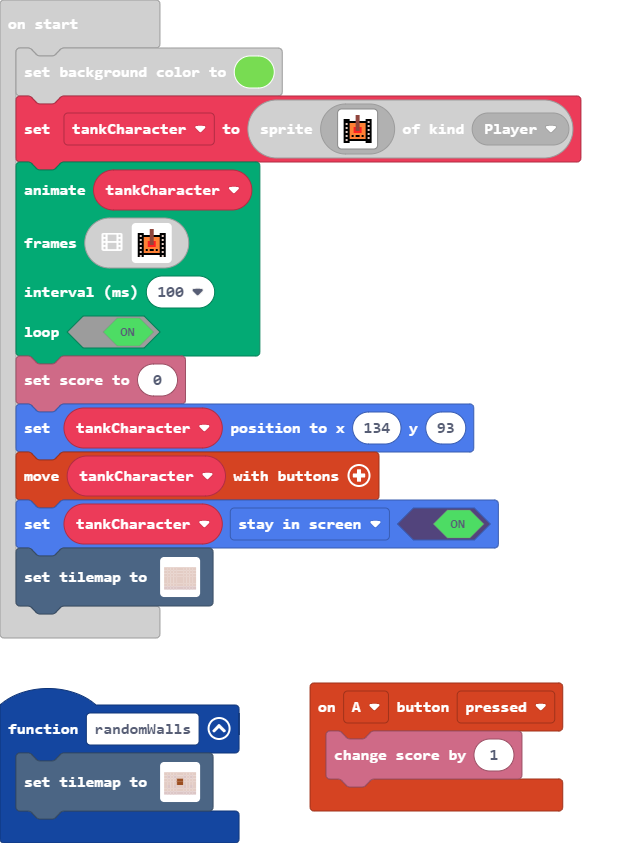 on start
set background color to
set tankCharacter to sprite of kind Player
animate tankCharacter
frames
interval (ms) 100
loop ON
set score to 0
set tankCharacter position to x 134 y 93
move tankCharacter with buttons
set tankCharacter stay in screen ON
set tilemap to
function randomWalls
set tilemap to
on A button pressed
change score by 1